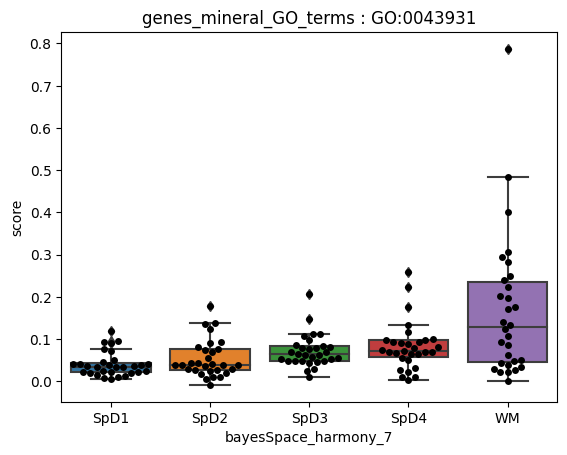 genes_mineral_GO_terms : GO:0043931
score
0.8
0.7
0.6
0.5
0.4
0.3
0.2
0.1
0.0
SpD1 SpD2 SpD3 SpD4 WM
bayesSpace_harmony_7